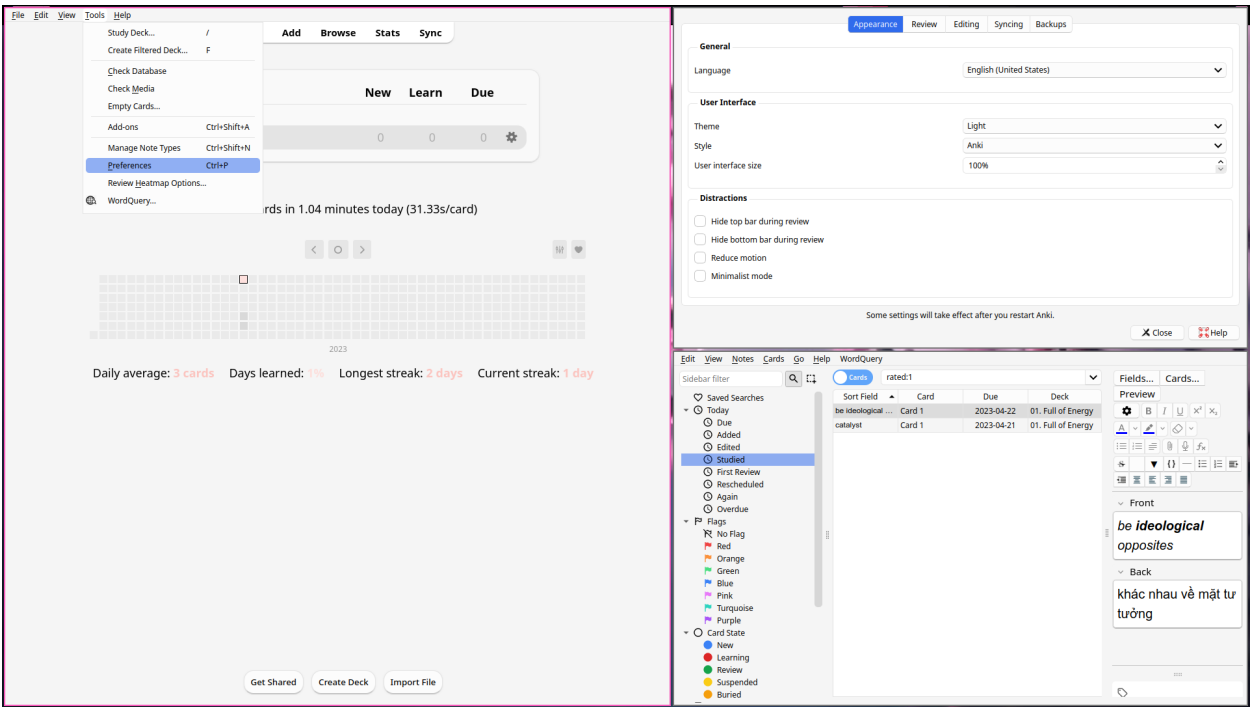 File Edit View Tools Help
Study Deck... /
Create Filtered Deck... F
Check Database
Check Media
Empty Cards...
Add-ons Ctrl+Shift+A
Manage Note Types Ctrl+Shift+N
Preferences Ctrl+P
Review Heatmap Options...
WordQuery...
Add Browse Stats Sync
New Learn Due
0 0 0
rds in 1.04 minutes today (31.33s/card)
2023
Daily average: 3 cards Days learned: 1% Longest streak: 2 days Current streak: 1 day
Get Shared Create Deck Import File
Appearance Review Editing Syncing Backups
General
Language English (United States)
User Interface
Theme Light
Style Anki
User interface size 100%
Distractions
Hide top bar during review
Hide bottom bar during review
Reduce motion
Minimalist mode
Some settings will take effect after you restart Anki.
Close Help
Edit View Notes Cards Go Help WordQuery
Sidebar filter
Saved Searches
Today
Due
Added
Edited
Studied
First Review
Rescheduled
Again
Overdue
Flags
No Flag
Red
Orange
Green
Blue
Pink
Turquoise
Purple
Card State
New
Learning
Review
Suspended
Buried
Cards rated:1
Sort Field Card Due Deck
be ideological ... Card 1 2023-04-22 01. Full of Energy
catalyst Card 1 2023-04-21 01. Full of Energy
Fields... Cards...
Preview
B I U x² x₂
A
fx
{}
Front
be ideological
opposites
Back
khác nhau về mặt tư
tưởng